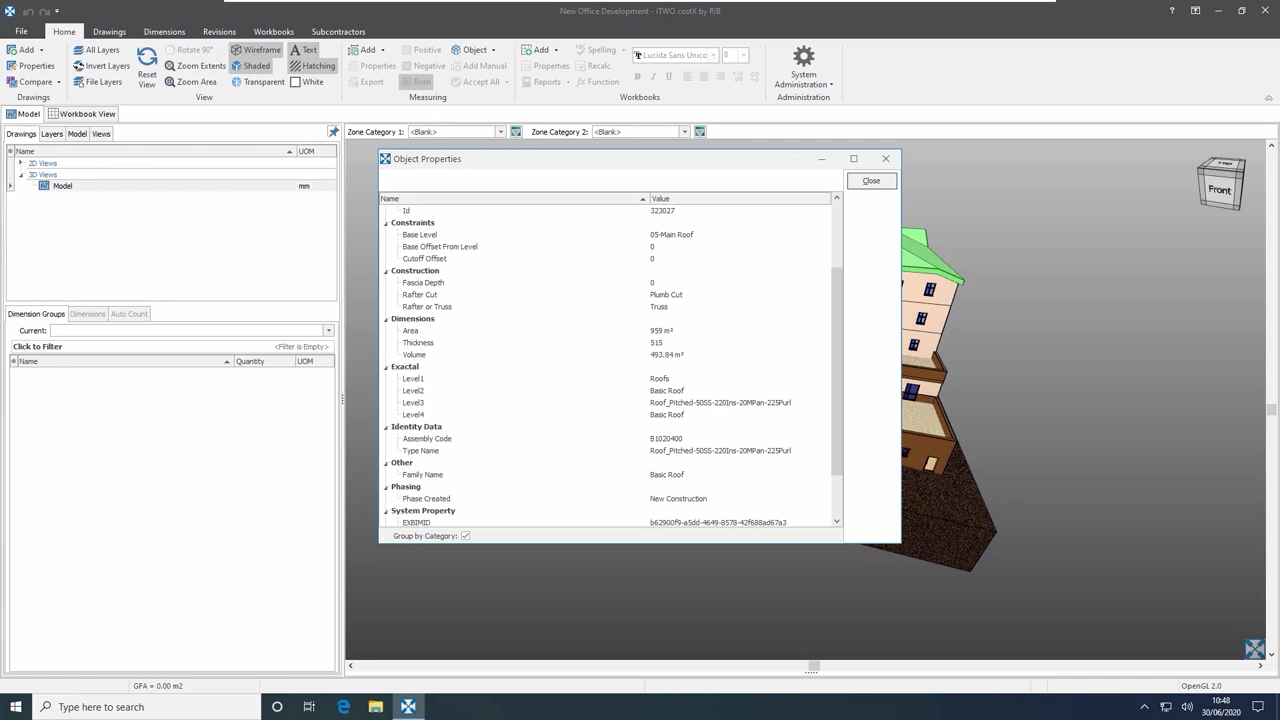 New Office Development - iTWO costX by RIB
File Home Drawings Dimensions Revisions Workbooks Subcontractors
Add All Layers Rotate 90° Wireframe Text Add Positive Object Add Spelling Lucida Sans Unico 8
Properties Invert Layers Reset View Zoom Extents Shaded Hatching Properties Negative Add Manual Properties Recalc B I U System Administration
Compare File Layers Zoom Area Transparent White Export Both Accept All Reports Function
Drawings View Measuring Workbooks Administration
Model Workbook View
Drawings Layers Model Views Zone Category 1: <Blank> Zone Category 2: <Blank>
Name UOM
2D Views
3D Views
Model mm
TOP
Front
Object Properties
Close
Name Value
Id 323027
Constraints
Base Level 05-Main Roof
Base Offset From Level 0
Cutoff Offset 0
Construction
Fascia Depth 0
Rafter Cut Plumb Cut
Rafter or Truss Truss
Dimensions
Area 959 m²
Thickness 515
Volume 493.84 m³
Exactal
Level1 Roofs
Level2 Basic Roof
Level3 Roof_Pitched-50SS-220Ins-20MPan-225Purl
Level4 Basic Roof
Identity Data
Assembly Code B1020400
Type Name Roof_Pitched-50SS-220Ins-20MPan-225Purl
Other
Family Name Basic Roof
Phasing
Phase Created New Construction
System Property
EXBIMID b62900f9-a5dd-4649-8578-42f688ad67a3
Group by Category:
Dimension Groups Dimensions Auto Count
Current:
Click to Filter <Filter is Empty>
Name Quantity UOM
GFA = 0.00 m2 OpenGL 2.0
Type here to search
10:48
30/06/2020